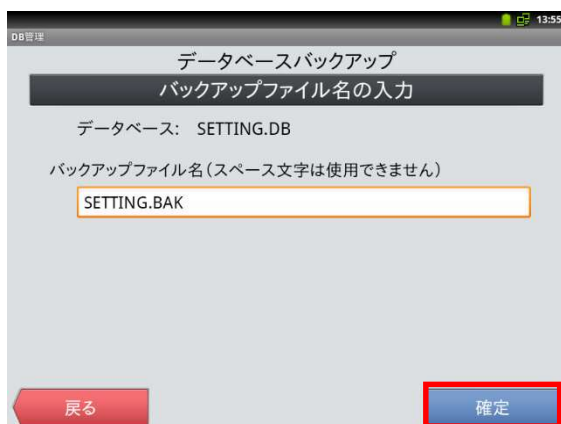 13:55
DB管理
データベースバックアップ
バックアップファイル名の入力
データベース: SETTING.DB
バックアップファイル名(スペース文字は使用できません)
SETTING.BAK
戻る
確定